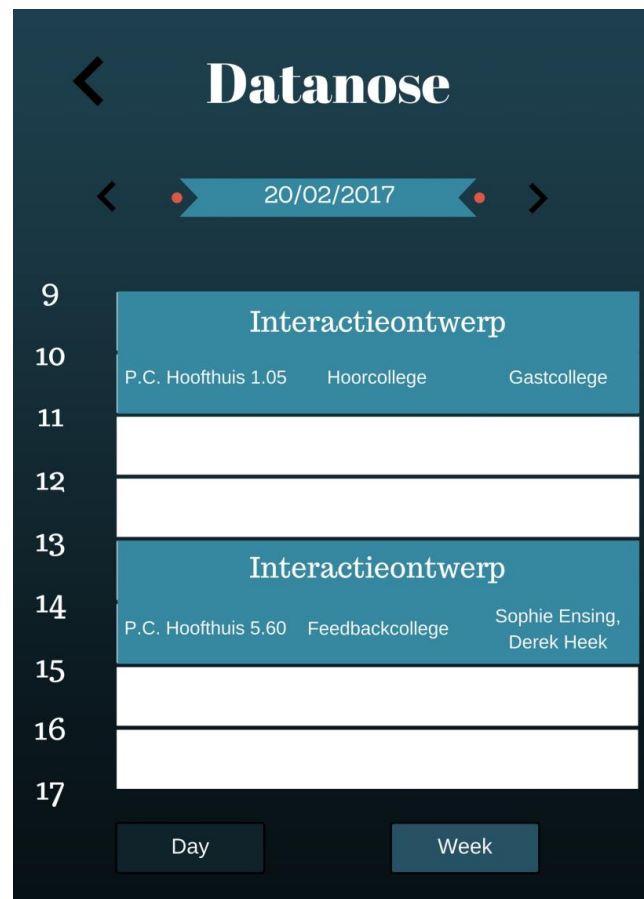 Datanose
20/02/2017
9
Interactieontwerp
10
P.C. Hoofthuis 1.05 Hoorcollege Gastcollege
11
12
13
Interactieontwerp
14
P.C. Hoofthuis 5.60 Feedbackcollege Sophie Ensing,
Derek Heek
15
16
17
Day Week